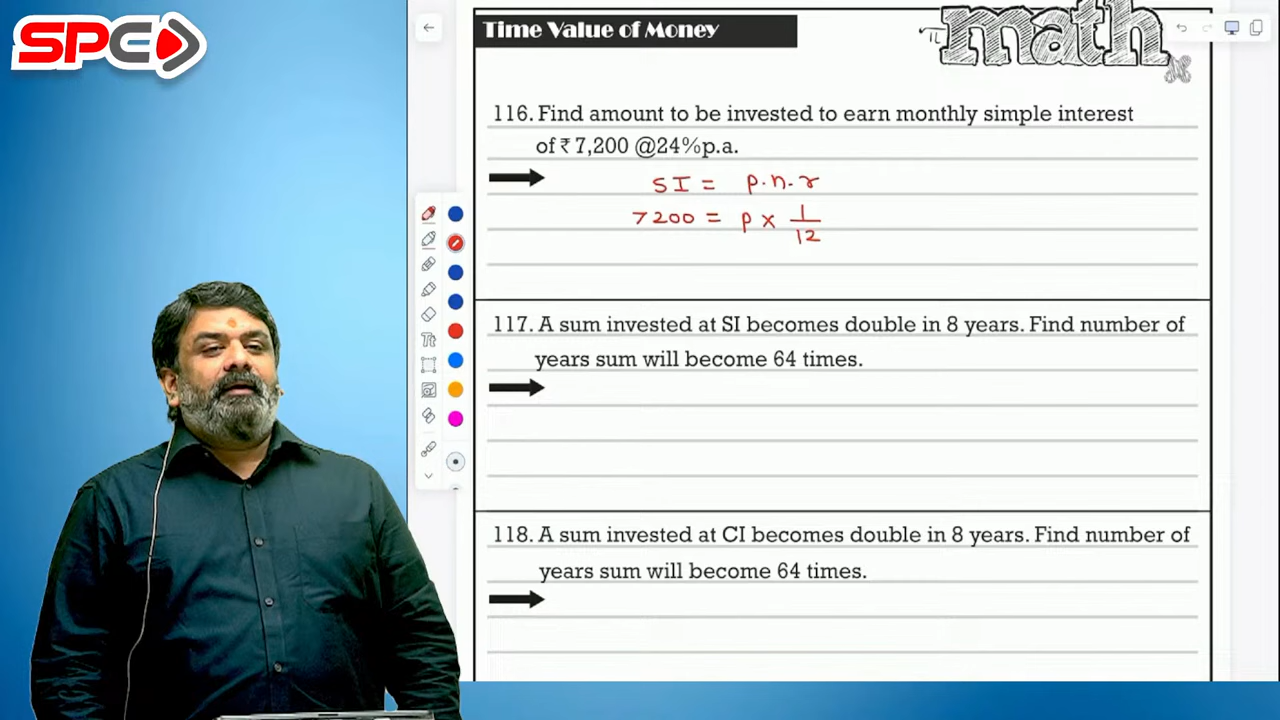 SPC
Time Value of Money
math
π
116. Find amount to be invested to earn monthly simple interest
of ₹ 7,200 @24%p.a.
SI = p.n.r
7200 = p x 1/12
Tt
117. A sum invested at SI becomes double in 8 years. Find number of
years sum will become 64 times.
118. A sum invested at CI becomes double in 8 years. Find number of
years sum will become 64 times.